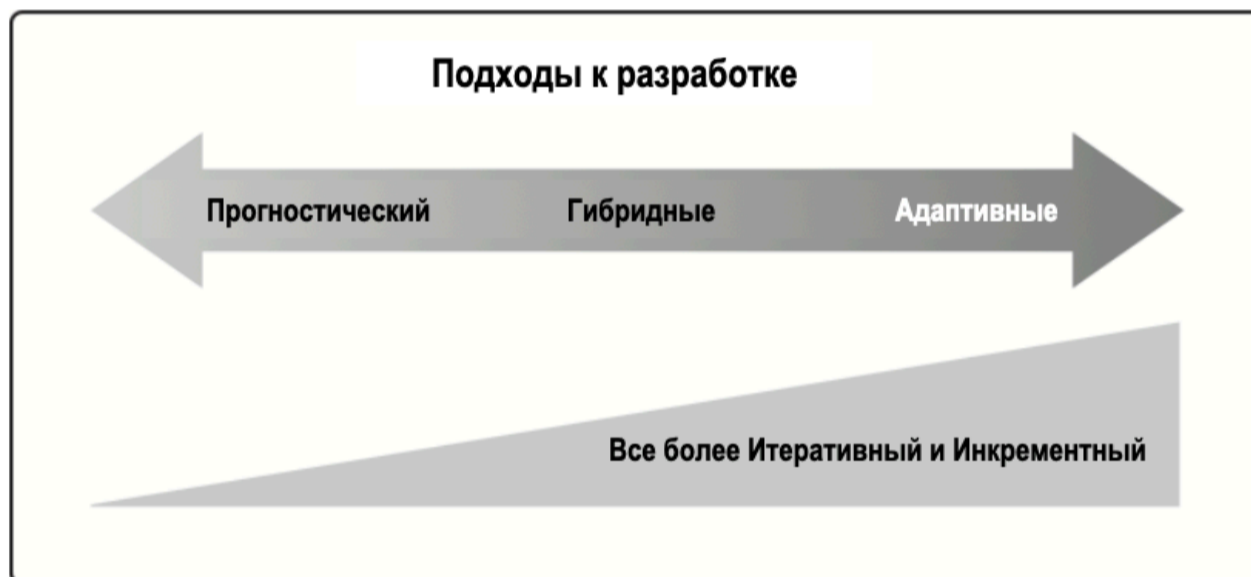 Подходы к разработке
Прогностический Гибридные Адаптивные
Все более Итеративный и Инкрементный